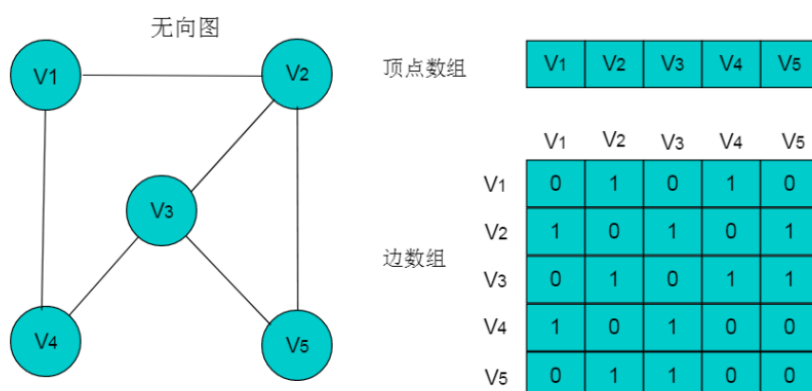 无向图
V1
V2
V3
V4
V5
顶点数组
V1 V2 V3 V4 V5
边数组
V1 V2 V3 V4 V5
V1 0 1 0 1 0
V2 1 0 1 0 1
V3 0 1 0 1 1
V4 1 0 1 0 0
V5 0 1 1 0 0